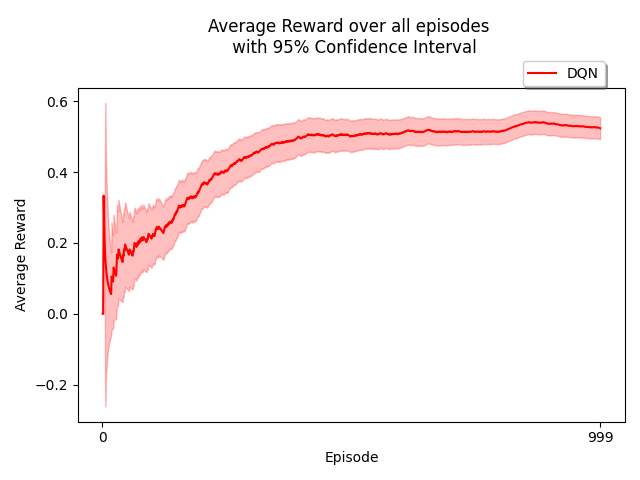 Average Reward over all episodes
with 95% Confidence Interval
DQN
0.6
0.4
0.2
0.0
−0.2
Average Reward
0
999
Episode